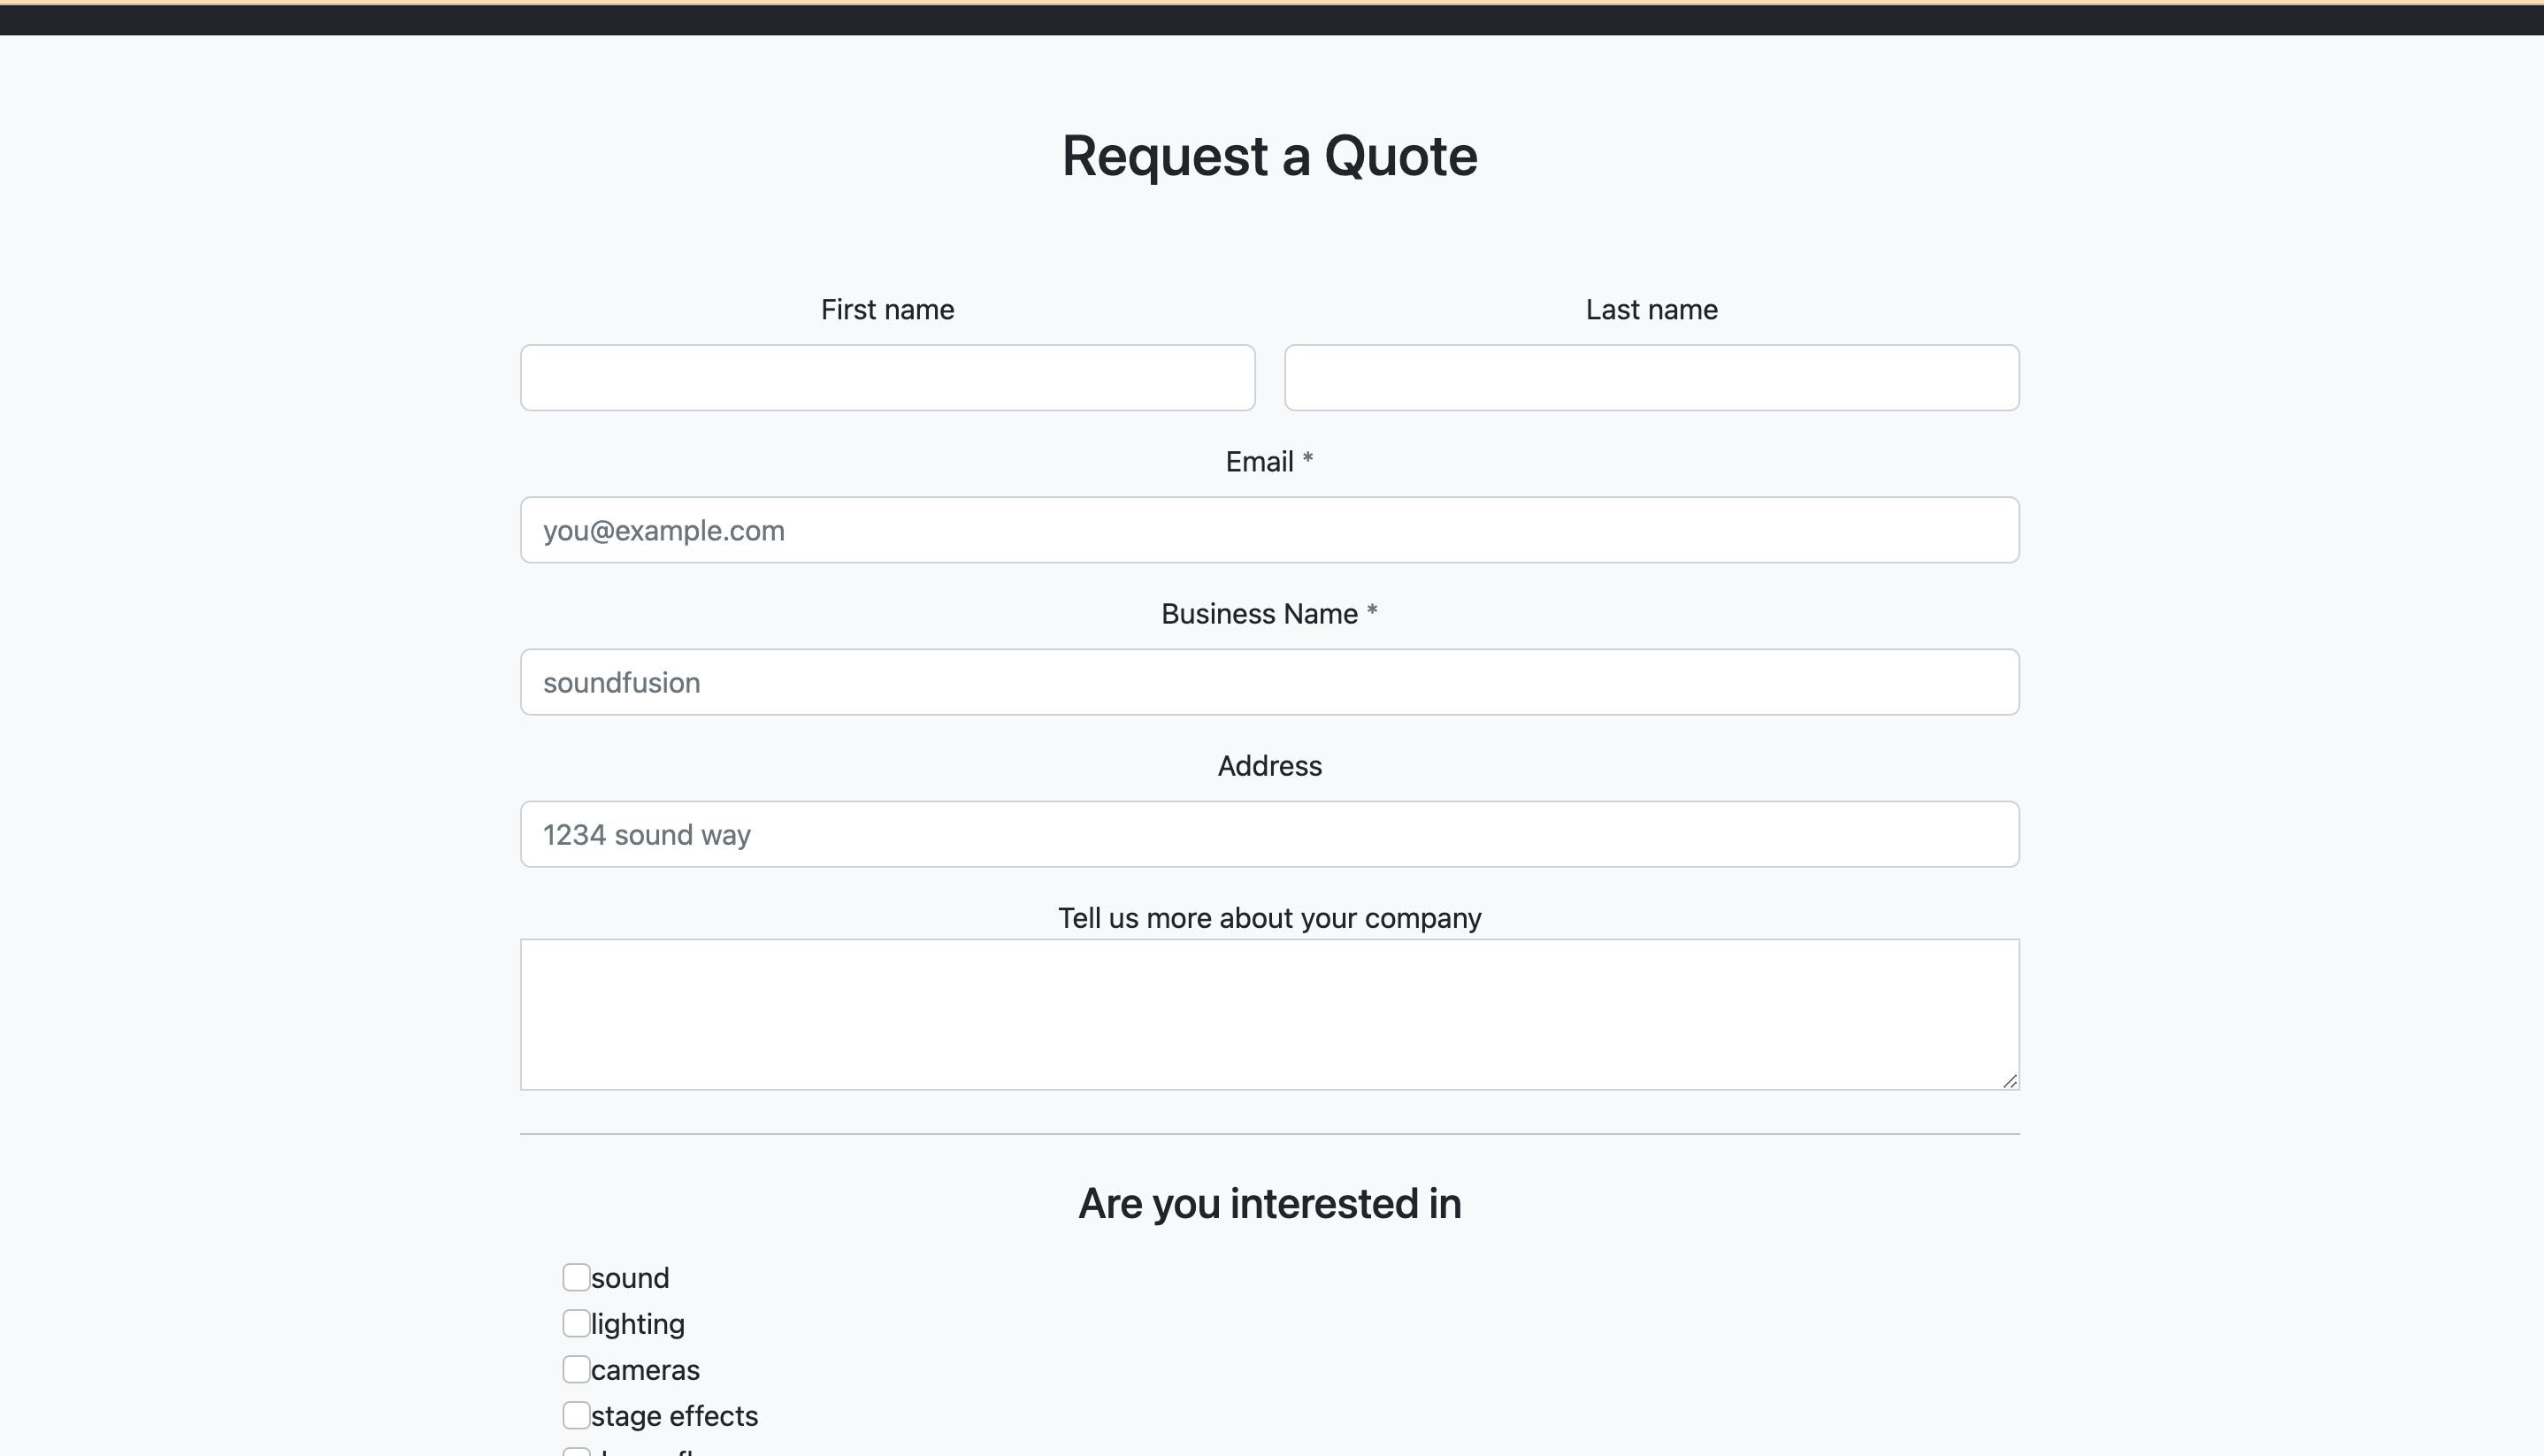 Request a Quote
First name
Last name
Email *
you@example.com
Business Name *
soundfusion
Address
1234 sound way
Tell us more about your company
Are you interested in
sound
lighting
cameras
stage effects